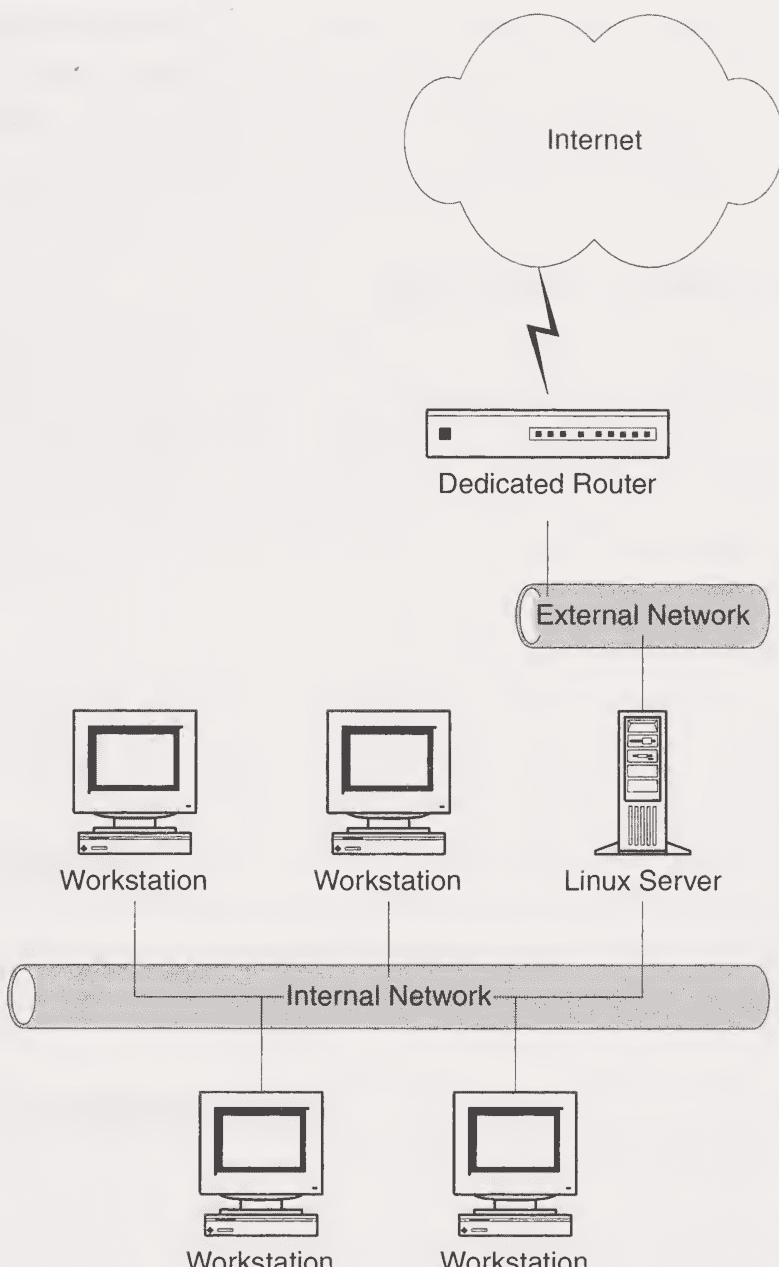 Internet
Dedicated Router
External Network
Workstation
Workstation
Linux Server
Internal Network
Workstation
Workstation